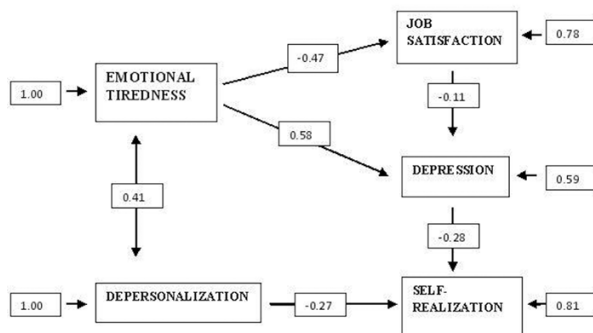 JOB
SATISFACTION
0.78
-0.47
EMOTIONAL
TIREDNESS
1.00
-0.11
0.58
DEPRESSION
0.59
0.41
-0.28
1.00
DEPERSONALIZATION
-0.27
SELF-
REALIZATION
0.81